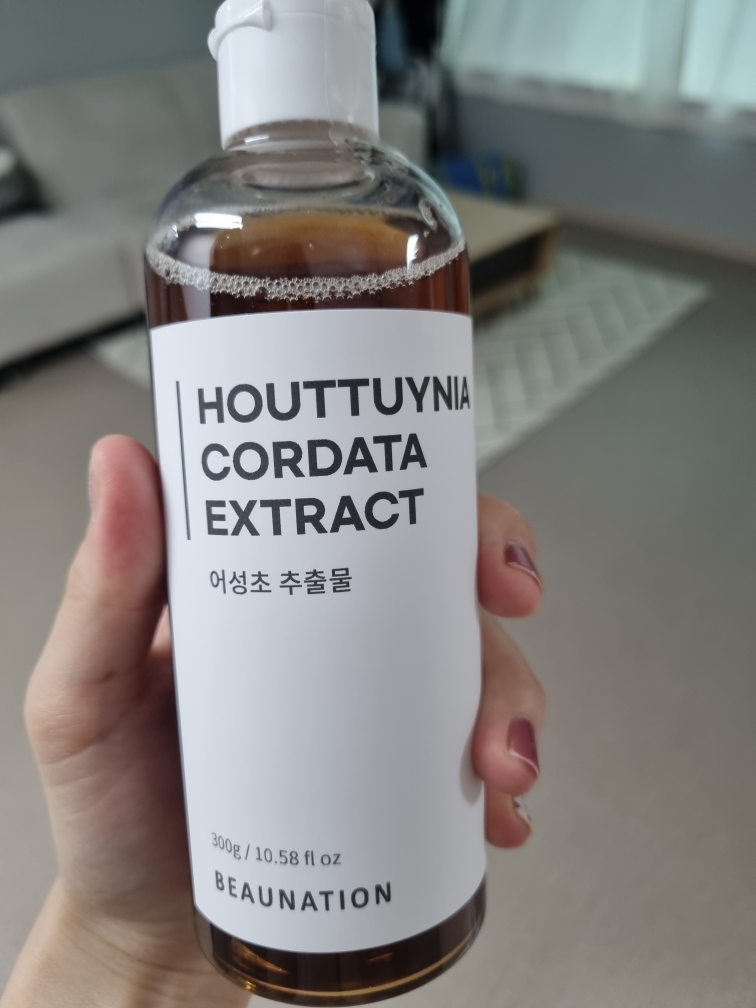 HOUTTUYNIA
CORDATA
EXTRACT
어성초 추출물
300g / 10.58 fl oz
BEAUNATION